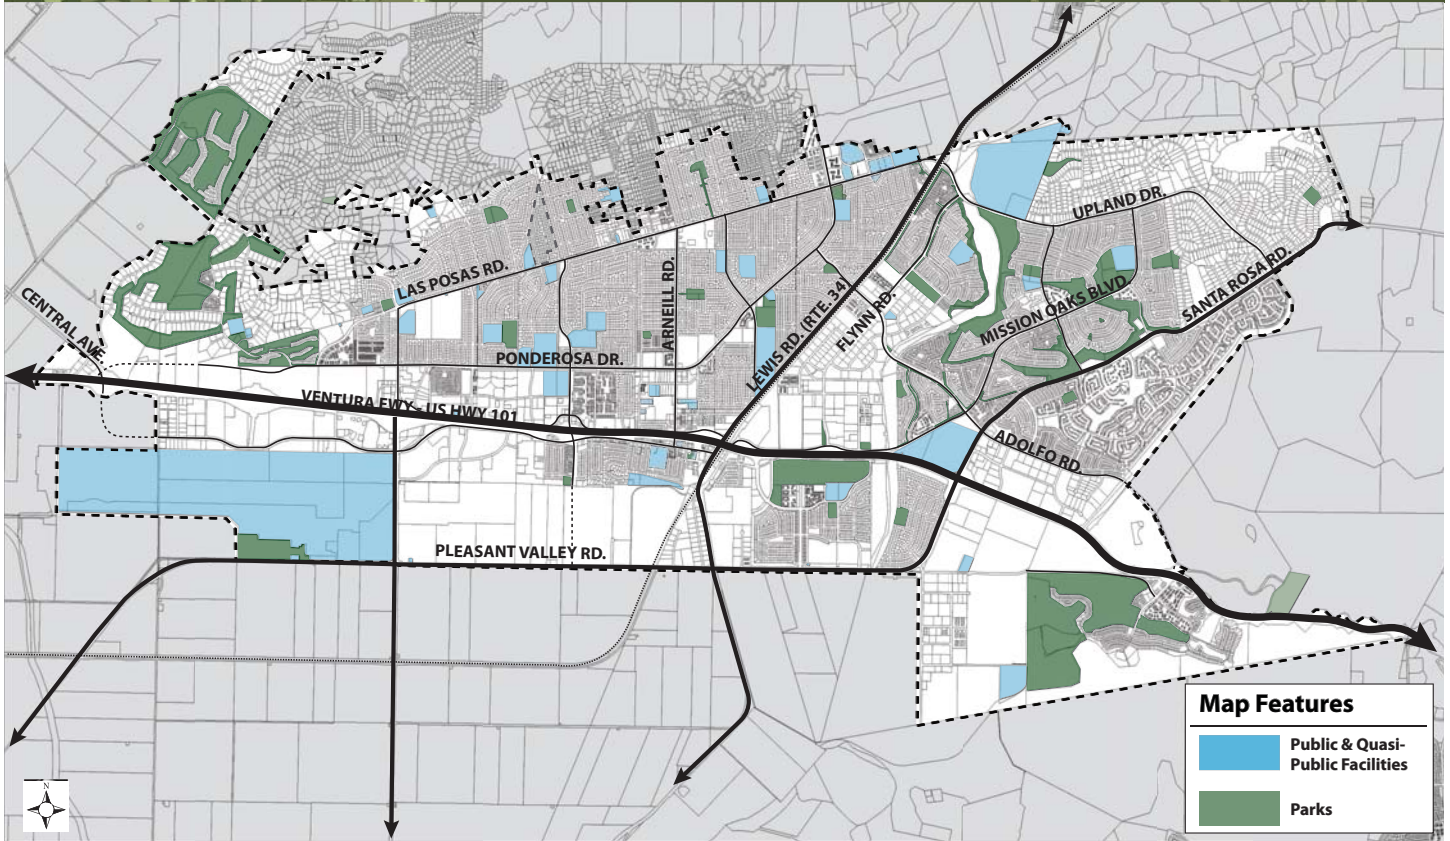 UPLAND DR.
LAS POSAS RD.
SANTA ROSA RD.
CENTRAL AVE
ARNEILL RD.
LEWIS RD. (RTE. 34)
FLYNN RD.
MISSION OAKS BLVD.
PONDEROSA DR.
VENTURA FWY - US HWY 101
ADOLFO RD.
PLEASANT VALLEY RD.
Map Features
Public & Quasi-
Public Facilities
Parks
N